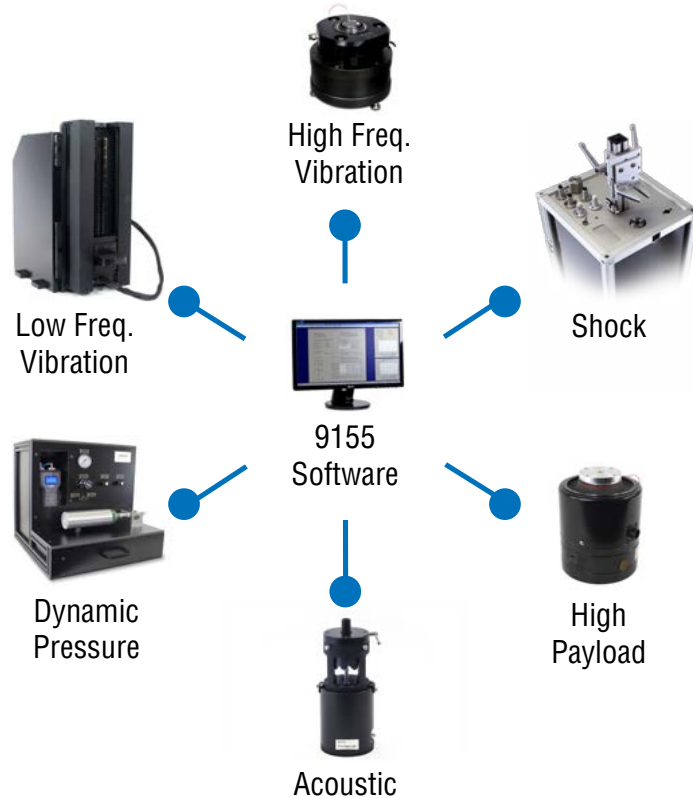 High Freq.
Vibration
Low Freq.
Vibration
Shock
9155
Software
Dynamic
Pressure
High
Payload
Acoustic